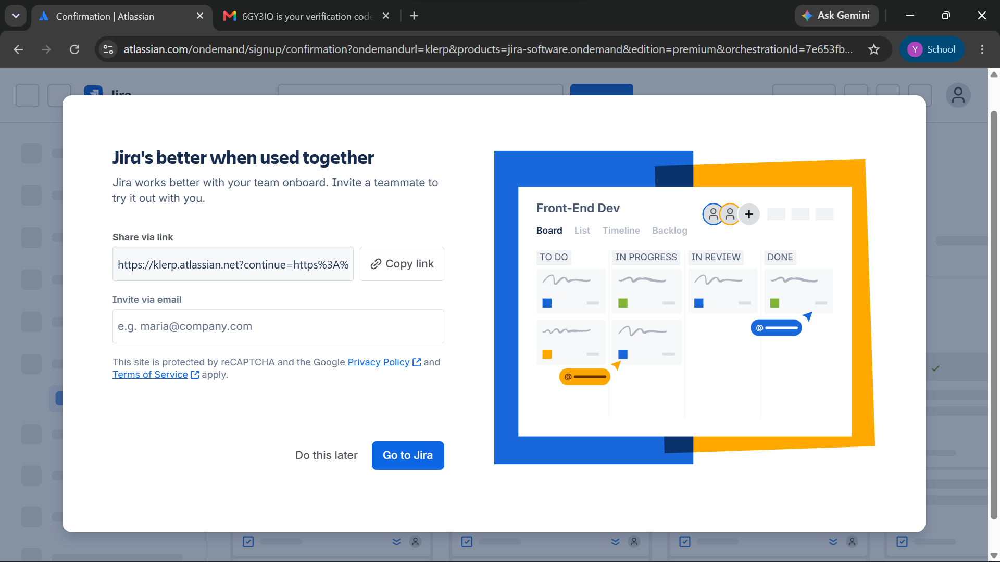 Confirmation | Atlassian
6GY3IQ is your verification code
Ask Gemini
atlassian.com/ondemand/signup/confirmation?ondemandurl=klerp&products=jira-software.ondemand&edition=premium&orchestrationId=7e653fb...
Y School
Jira
Jira's better when used together
Jira works better with your team onboard. Invite a teammate to
try it out with you.
Share via link
https://klerp.atlassian.net?continue=https%3A%
Copy link
Invite via email
e.g. maria@company.com
This site is protected by reCAPTCHA and the Google Privacy Policy and
Terms of Service apply.
Do this later
Go to Jira
Front-End Dev
Board List Timeline Backlog
TO DO IN PROGRESS IN REVIEW DONE
@
@